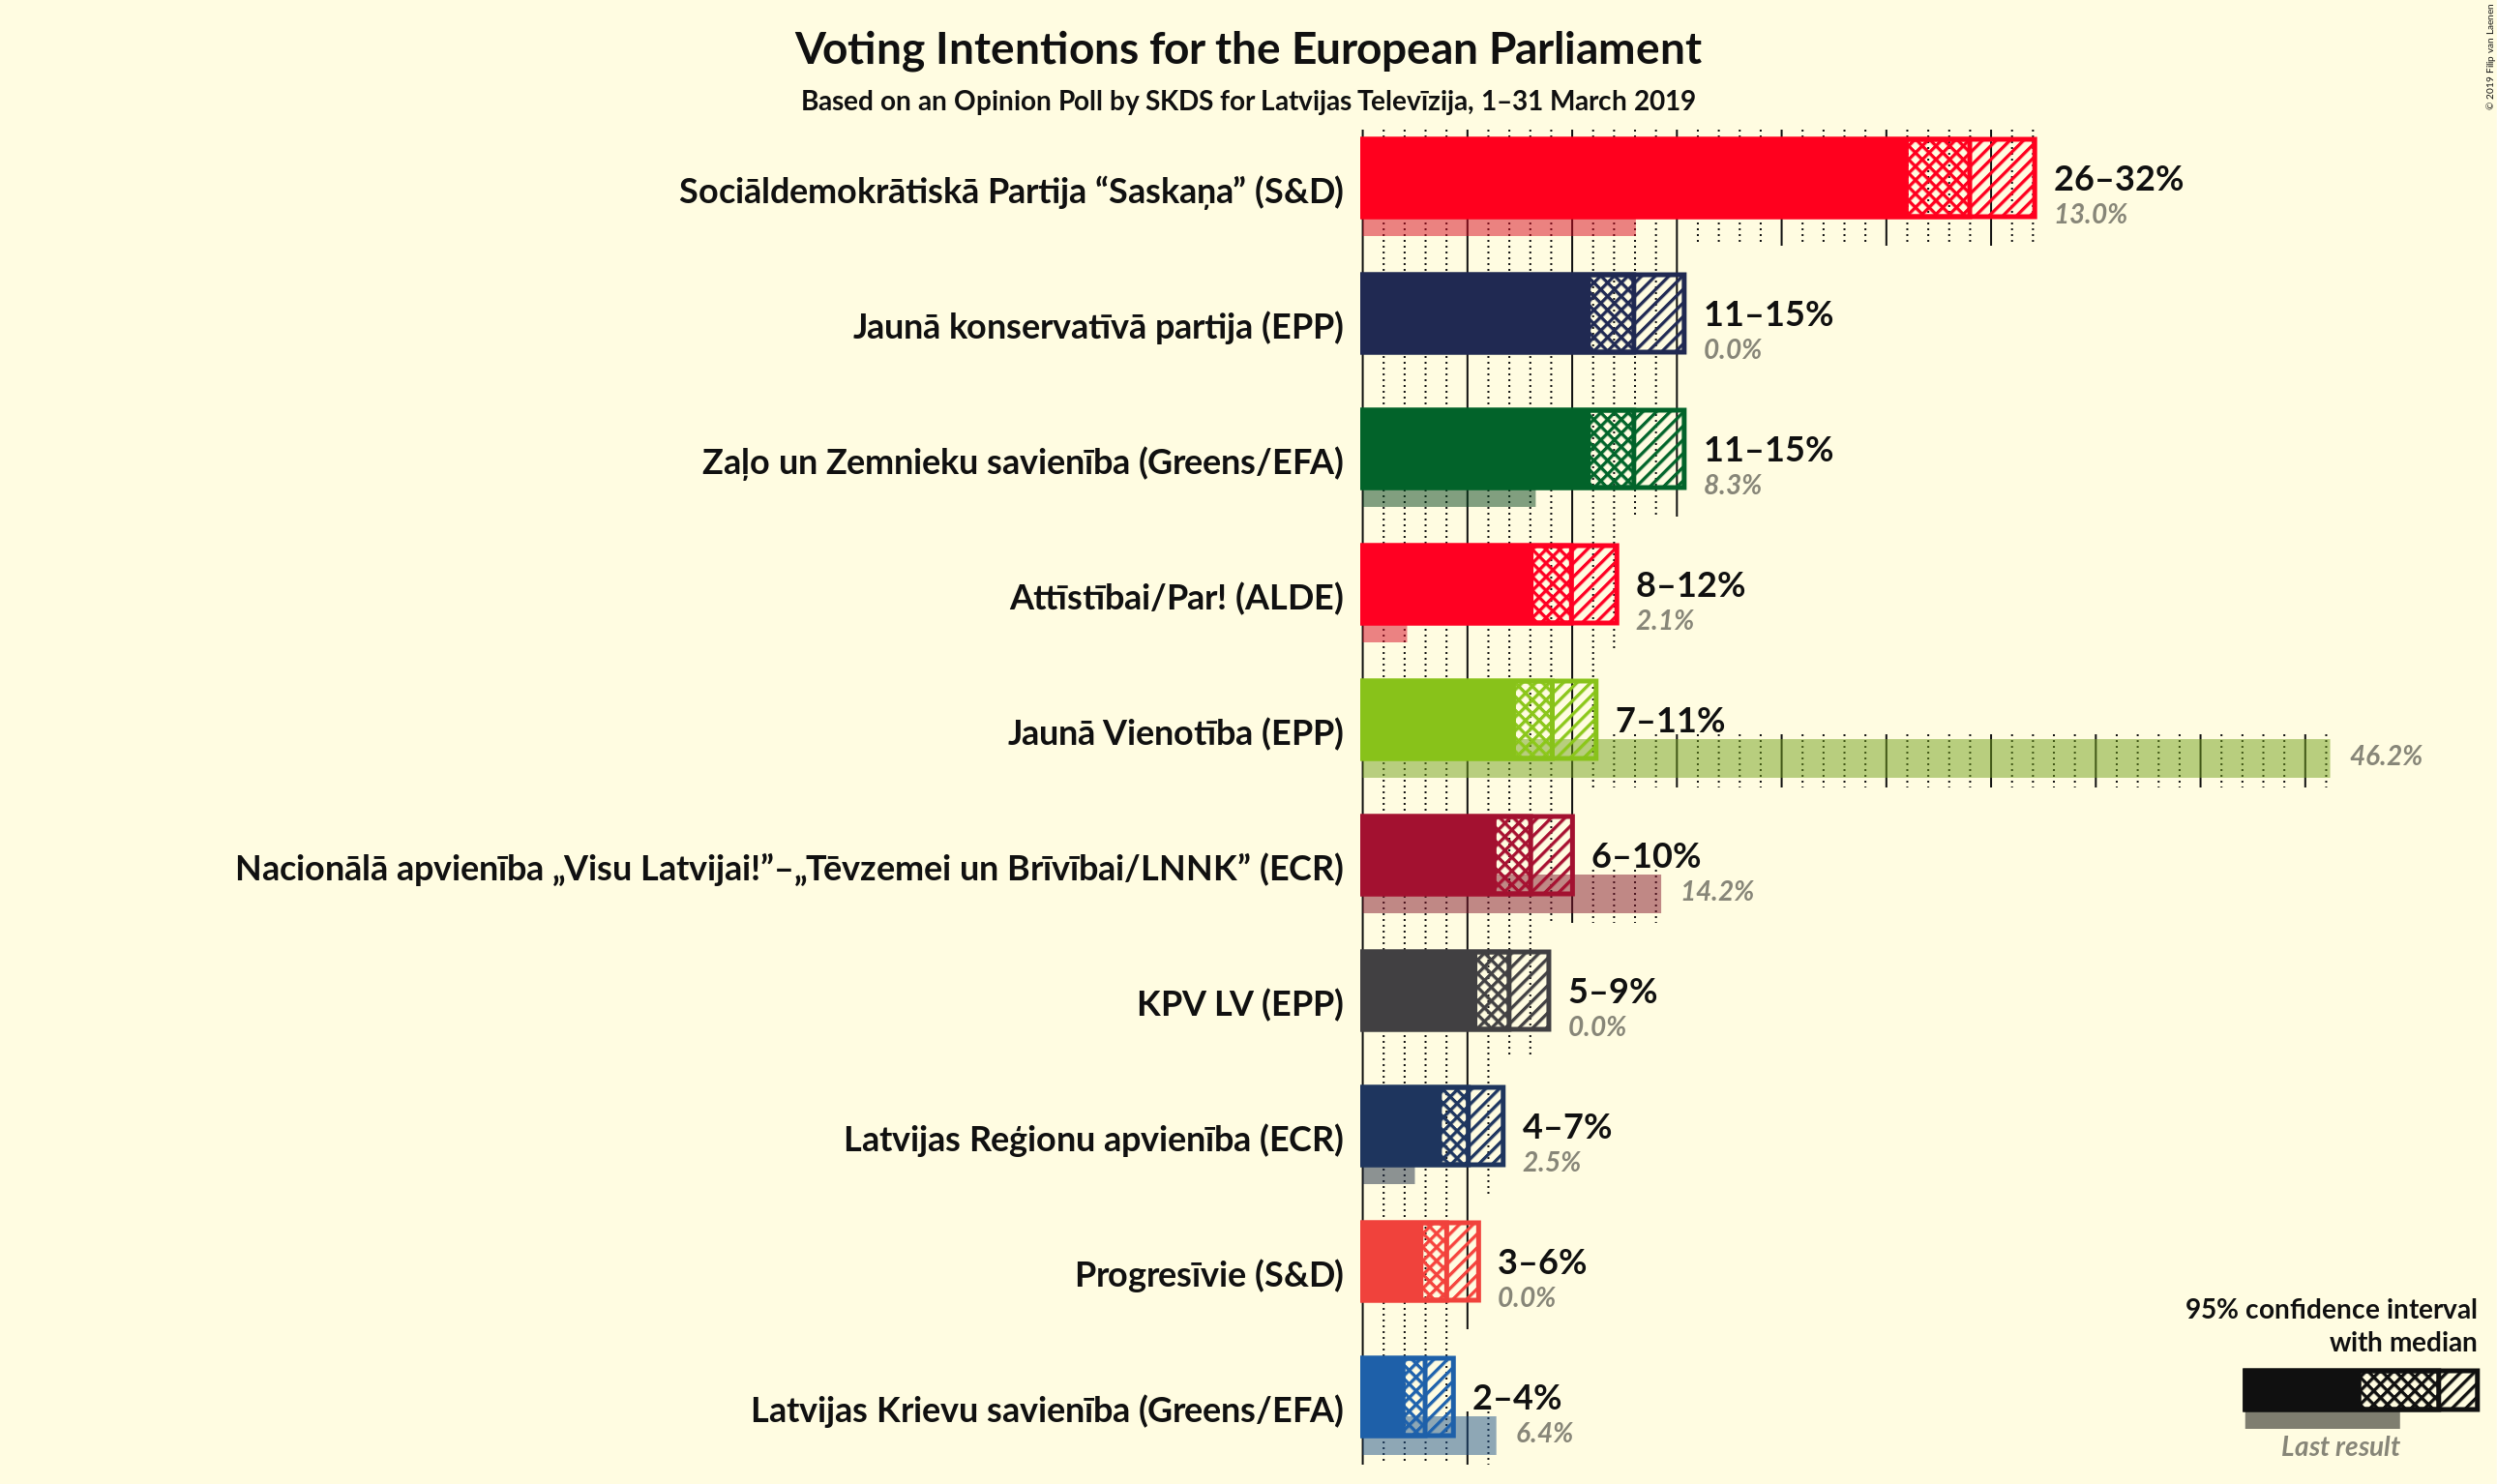 Voting Intentions for the European Parliament
Based on an Opinion Poll by SKDS for Latvijas Televīzija, 1–31 March 2019
© 2019 Filip van Laenen
Sociāldemokrātiskā Partija “Saskaņa” (S&D)
26–32%
13.0%
Jaunā konservatīvā partija (EPP)
11–15%
0.0%
Zaļo un Zemnieku savienība (Greens/EFA)
11–15%
8.3%
Attīstībai/Par! (ALDE)
8–12%
2.1%
Jaunā Vienotība (EPP)
7–11%
46.2%
Nacionālā apvienība „Visu Latvijai!”–„Tēvzemei un Brīvībai/LNNK” (ECR)
6–10%
14.2%
KPV LV (EPP)
5–9%
0.0%
Latvijas Reģionu apvienība (ECR)
4–7%
2.5%
Progresīvie (S&D)
3–6%
0.0%
Latvijas Krievu savienība (Greens/EFA)
2–4%
6.4%
95% confidence interval
with median
Last result